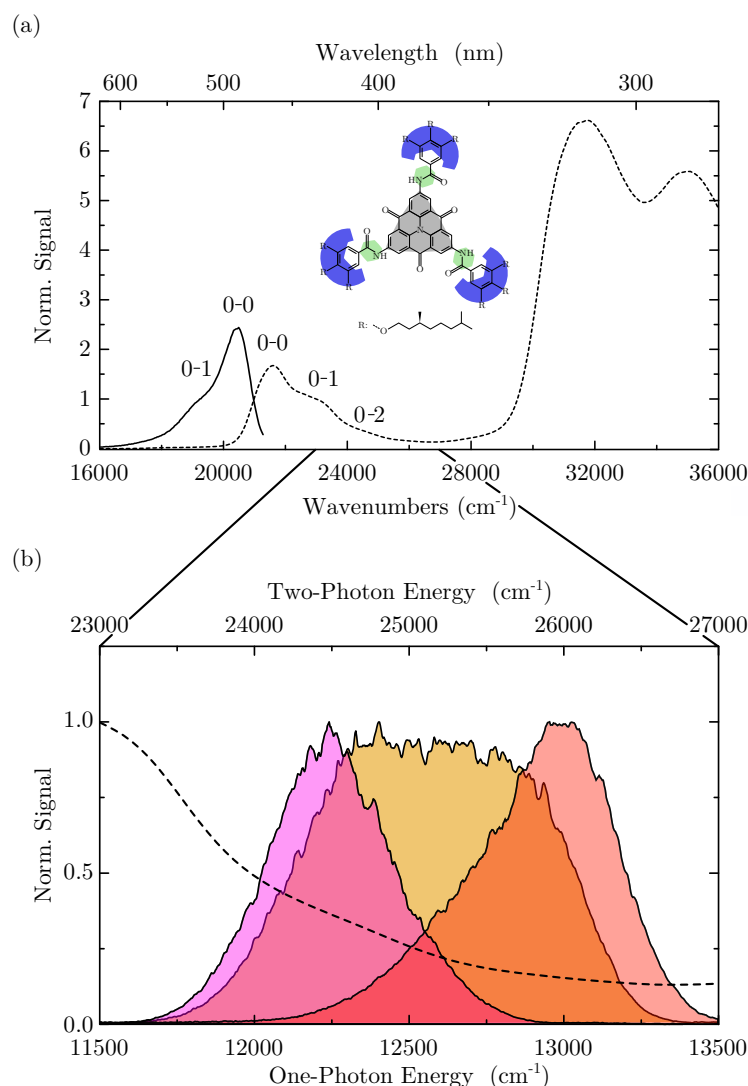 (a)
Wavelength (nm)
600 500 400 300
7
6
5
4
3
2
1
0
Norm. Signal
R
R R
HN O
O O
N
O
O NH
HN O
R
R
R
R
R
R
R: O
0-0
0-1
0-0
0-1
0-2
16000 20000 24000 28000 32000 36000
Wavenumbers (cm-1)
(b)
Two-Photon Energy (cm-1)
23000 24000 25000 26000 27000
1.0
0.5
0.0
Norm. Signal
11500 12000 12500 13000 13500
One-Photon Energy (cm-1)